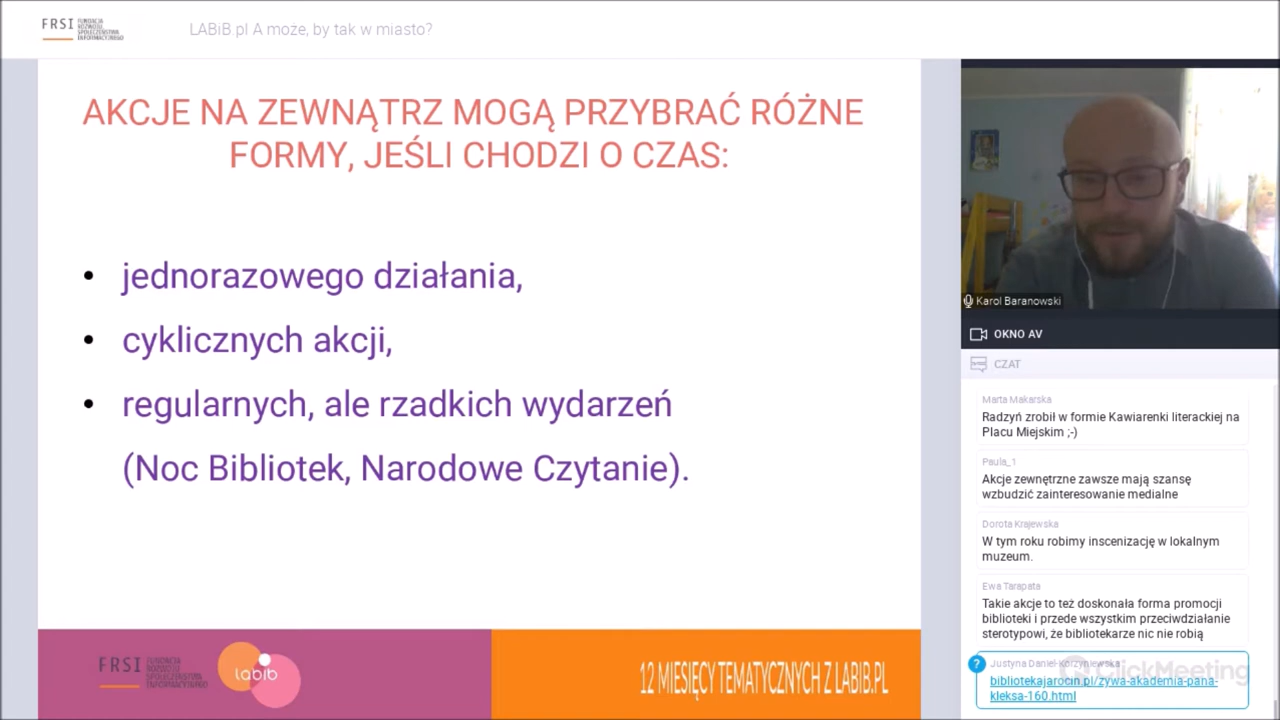 FRSI FUNDACJA
ROZWOJU
SPOŁECZEŃSTWA
INFORMACYJNEGO
LABiB.pl A może, by tak w miasto?
AKCJE NA ZEWNĄTRZ MOGĄ PRZYBRAĆ RÓŻNE
FORMY, JEŚLI CHODZI O CZAS:
• jednorazowego działania,
• cyklicznych akcji,
• regularnych, ale rzadkich wydarzeń
(Noc Bibliotek, Narodowe Czytanie).
FRSI FUNDACJA
ROZWOJU
SPOŁECZEŃSTWA
INFORMACYJNEGO
labib
12 MIESIĘCY TEMATYCZNYCH Z LABIB.PL
Karol Baranowski
OKNO AV
CZAT
Marta Makarska
Radzyń zrobił w formie Kawiarenki literackiej na
Placu Miejskim ;-)
Paula_1
Akcje zewnętrzne zawsze mają szansę
wzbudzić zainteresowanie medialne
Dorota Krajewska
W tym roku robimy inscenizację w lokalnym
muzeum.
Ewa Tarapata
Takie akcje to też doskonała forma promocji
biblioteki i przede wszystkim przeciwdziałanie
sterotypowi, że bibliotekarze nic nie robią
? Justyna Daniel-Korzyniewska
bibliotekajarocin.pl/zywa-akademia-pana-
kleksa-160.html
ClickMeeting